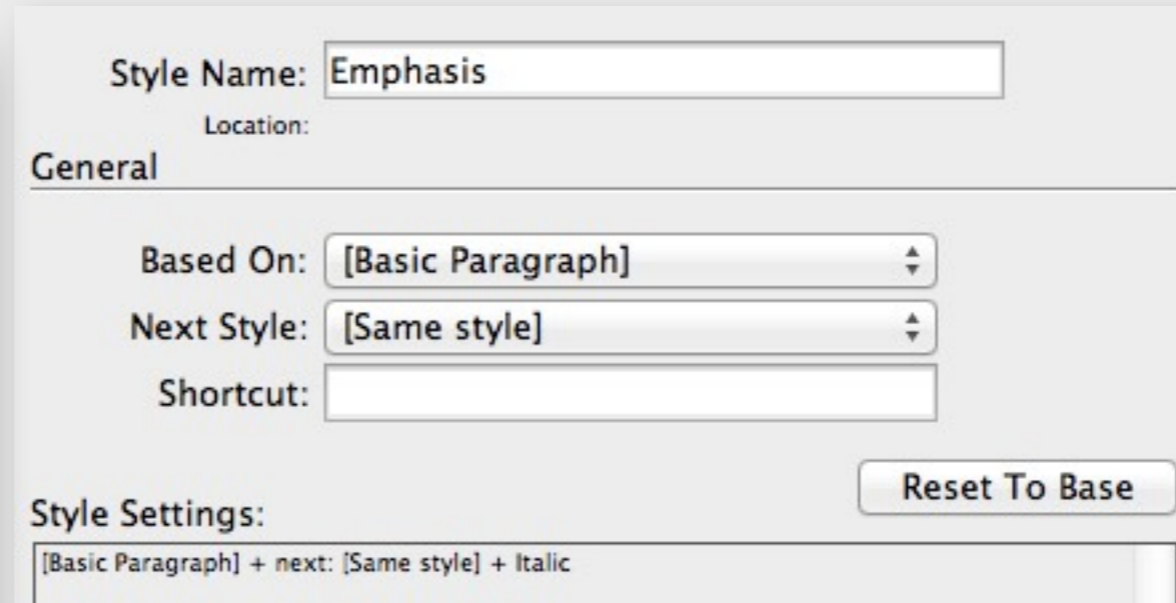 Style Name: Emphasis
Location:
General
Based On: [Basic Paragraph]
Next Style: [Same style]
Shortcut:
Reset To Base
Style Settings:
[Basic Paragraph] + next: [Same style] + Italic